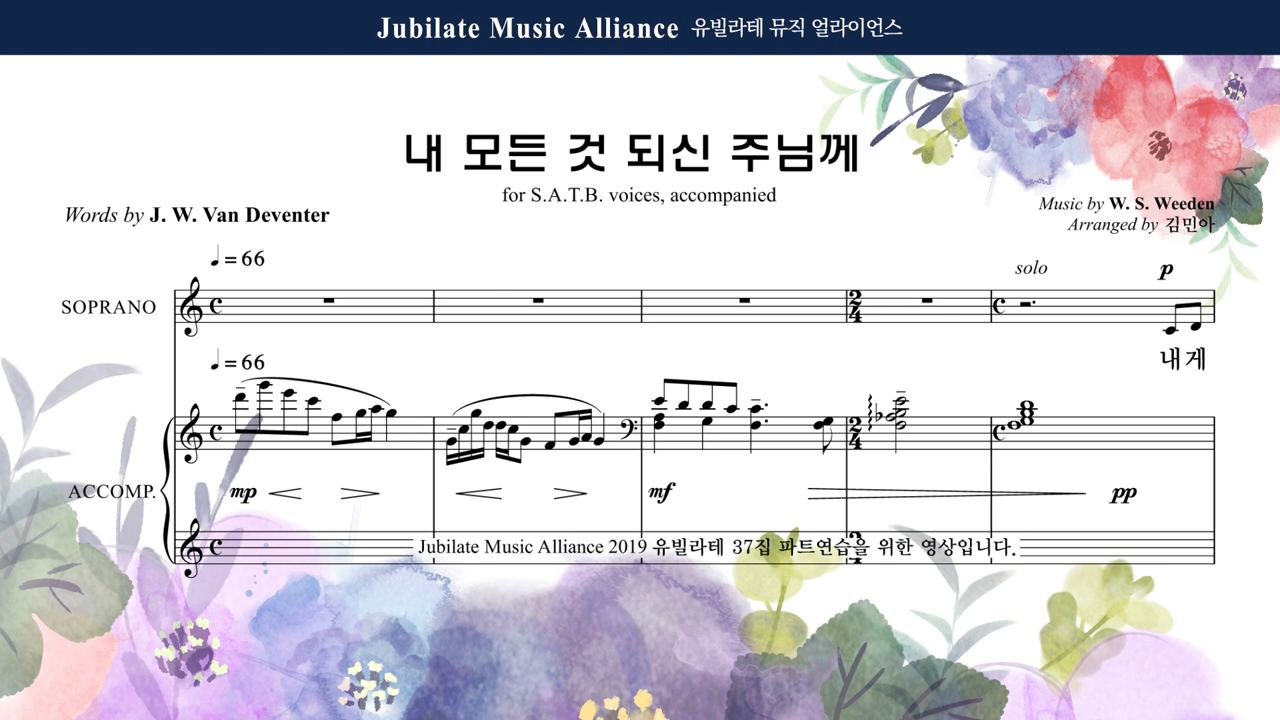 Jubilate Music Alliance 유빌라테 뮤직 얼라이언스
내 모든 것 되신 주님께
for S.A.T.B. voices, accompanied
Words by J. W. Van Deventer
Music by W. S. Weeden
Arranged by 김민아
♩ = 66
solo
p
SOPRANO
내게
♩ = 66
ACCOMP.
mp
mf
pp
Jubilate Music Alliance 2019 유빌라테 37집 파트연습을 위한 영상입니다.